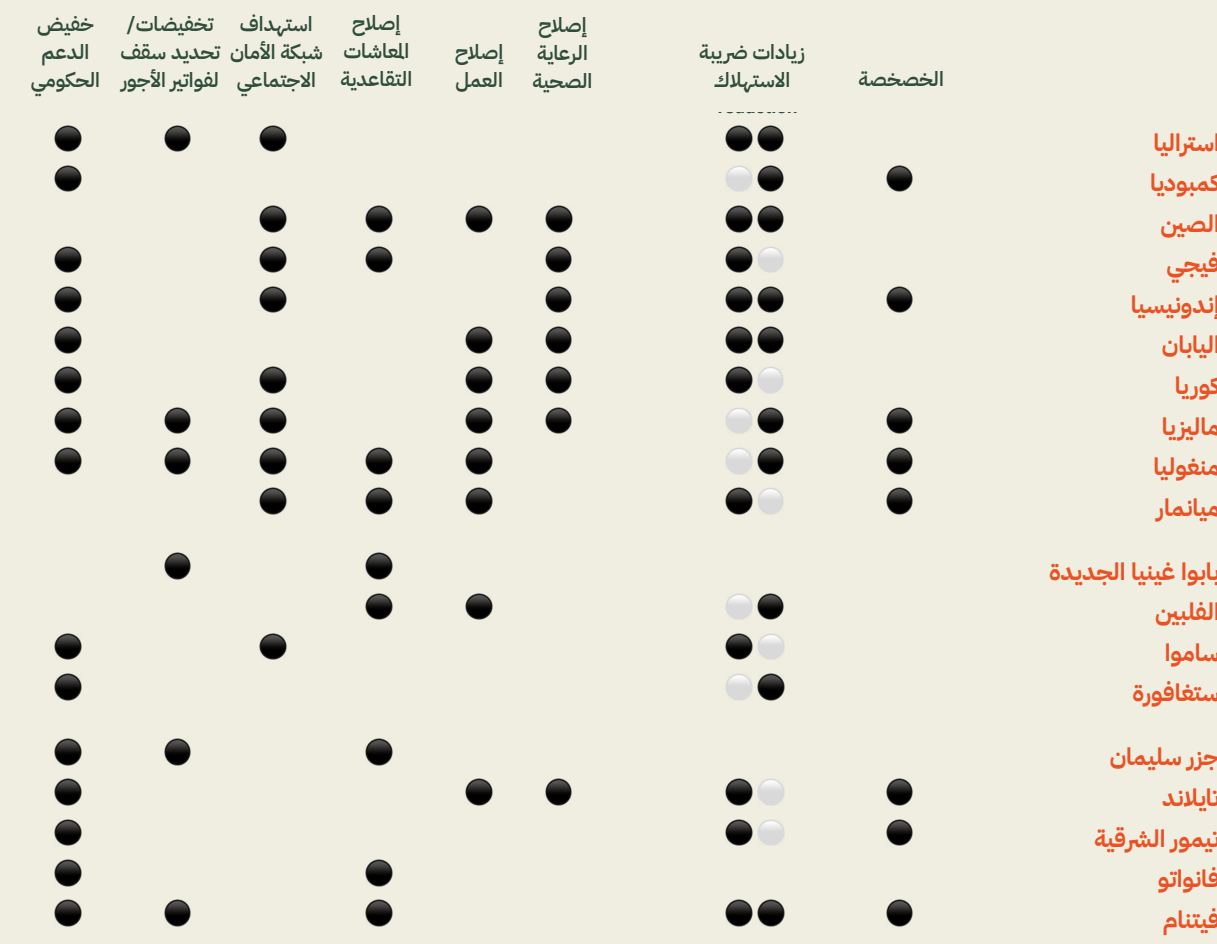 الخصخصة
زيادات ضريبة
الاستهلاك
إصلاح
الرعاية
الصحية
إصلاح
العمل
إصلاح
المعاشات
التقاعدية
استهداف
شبكة الأمان
الاجتماعي
تخفيضات/
تحديد سقف
لفواتير الأجور
خفيض
الدعم
الحكومي
استراليا
كمبوديا
الصين
فيجي
إندونيسيا
اليابان
كوريا
ماليزيا
منغوليا
ميانمار
بابوا غينيا الجديدة
الفلبين
ساموا
ستغافورة
جزر سليمان
تايلاند
تيمور الشرقية
فانواتو
فيتنام